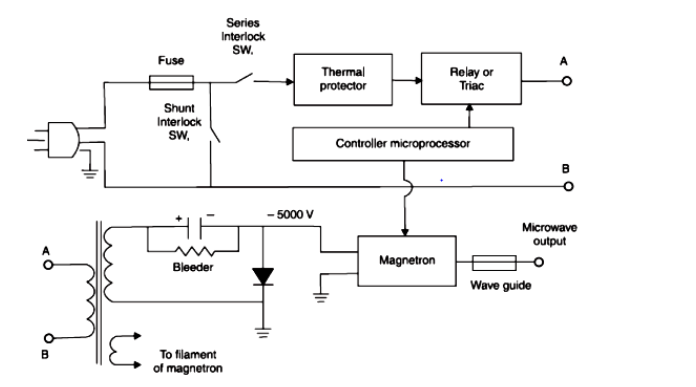 Series
Interlock
SW,
Fuse
Thermal
protector
Relay or
Triac
A
Shunt
Interlock
SW,
Controller microprocessor
B
+ −
– 5000 V
Bleeder
A
B
Magnetron
Microwave
output
Wave guide
To filament
of magnetron